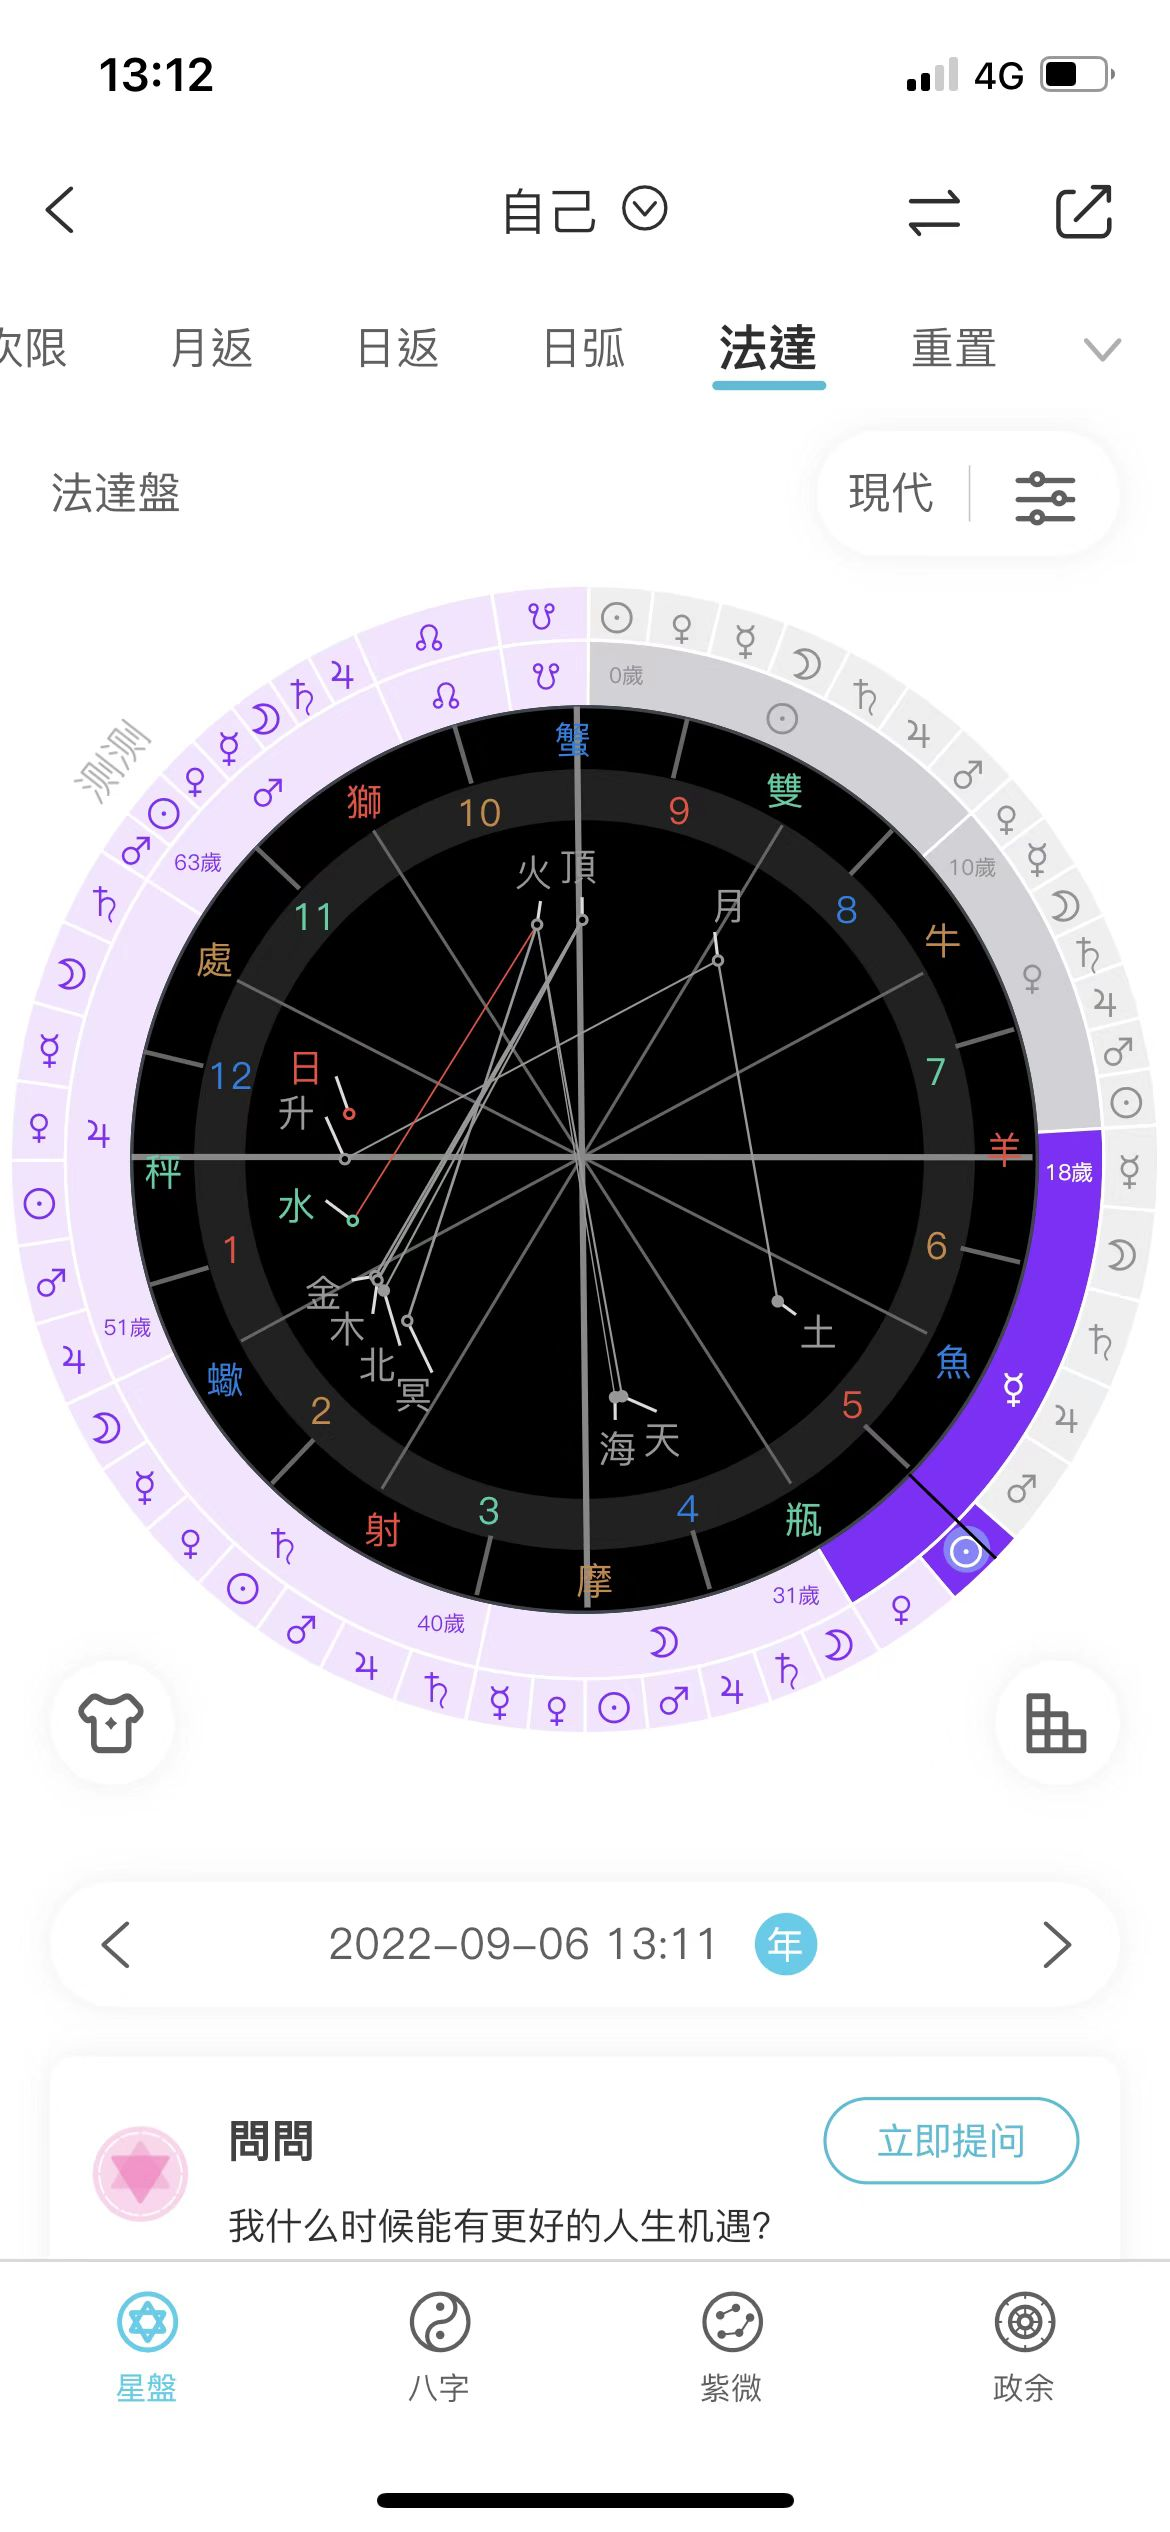 13:12
4G
自己
次限 月返 日返 日弧 法達 重置
法達盤
現代
测测
0歲
10歲
18歲
31歲
40歲
51歲
63歲
蟹
雙
牛
羊
魚
瓶
摩
射
蠍
秤
處
獅
10
9
8
7
6
5
4
3
2
1
12
11
火 頂
月
日
升
水
金
木
北
冥
海 天
土
2022-09-06 13:11 年
問問
立即提问
我什么时候能有更好的人生机遇?
星盤 八字 紫微 政余